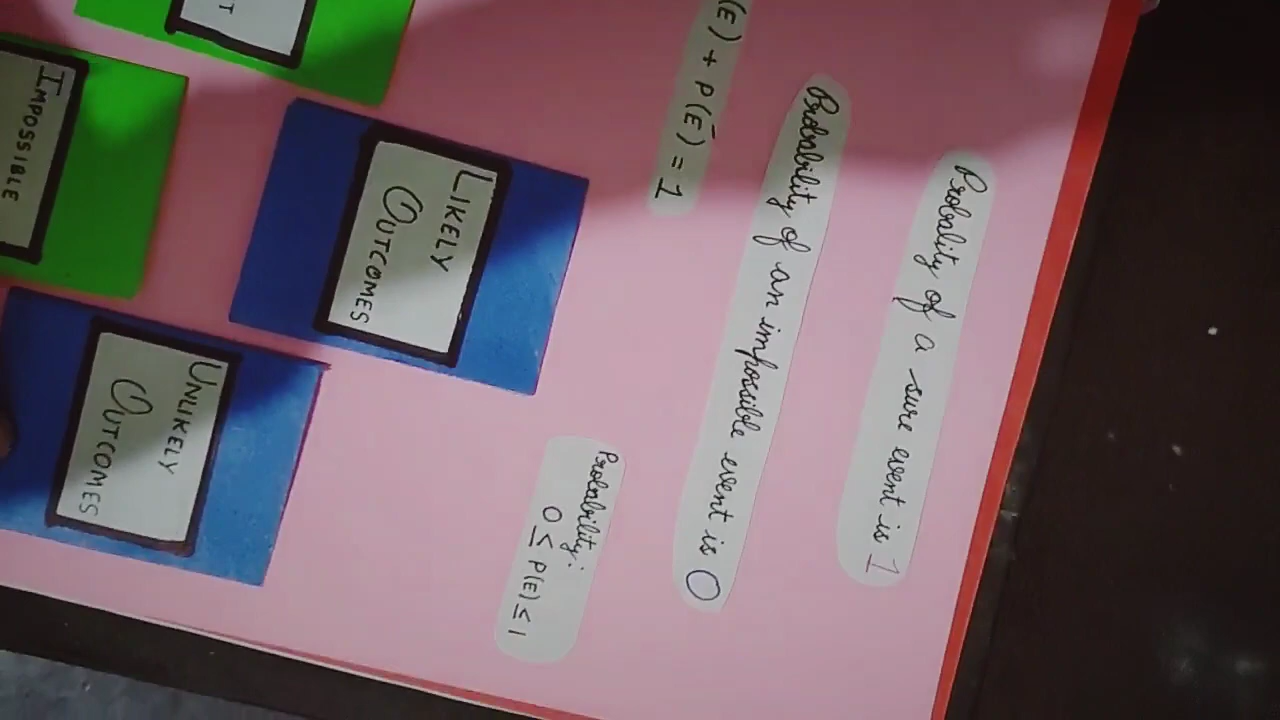 Probality of a sure event is 1
Probability of an impossible event is 0
(E) + P(E̅) = 1
Probability:
0 ≤ P(E) ≤ 1
LIKELY
OUTCOMES
UNLIKELY
OUTCOMES
IMPOSSIBLE
T